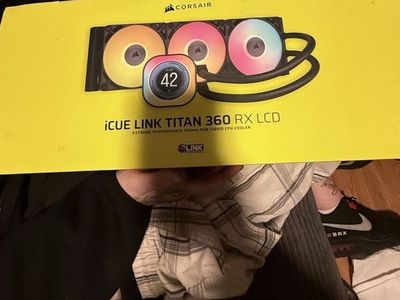 CORSAIR
42
iCUE LINK TITAN 360 RX LCD
EXTREME PERFORMANCE 360mm RGB LIQUID CPU COOLER
LINK